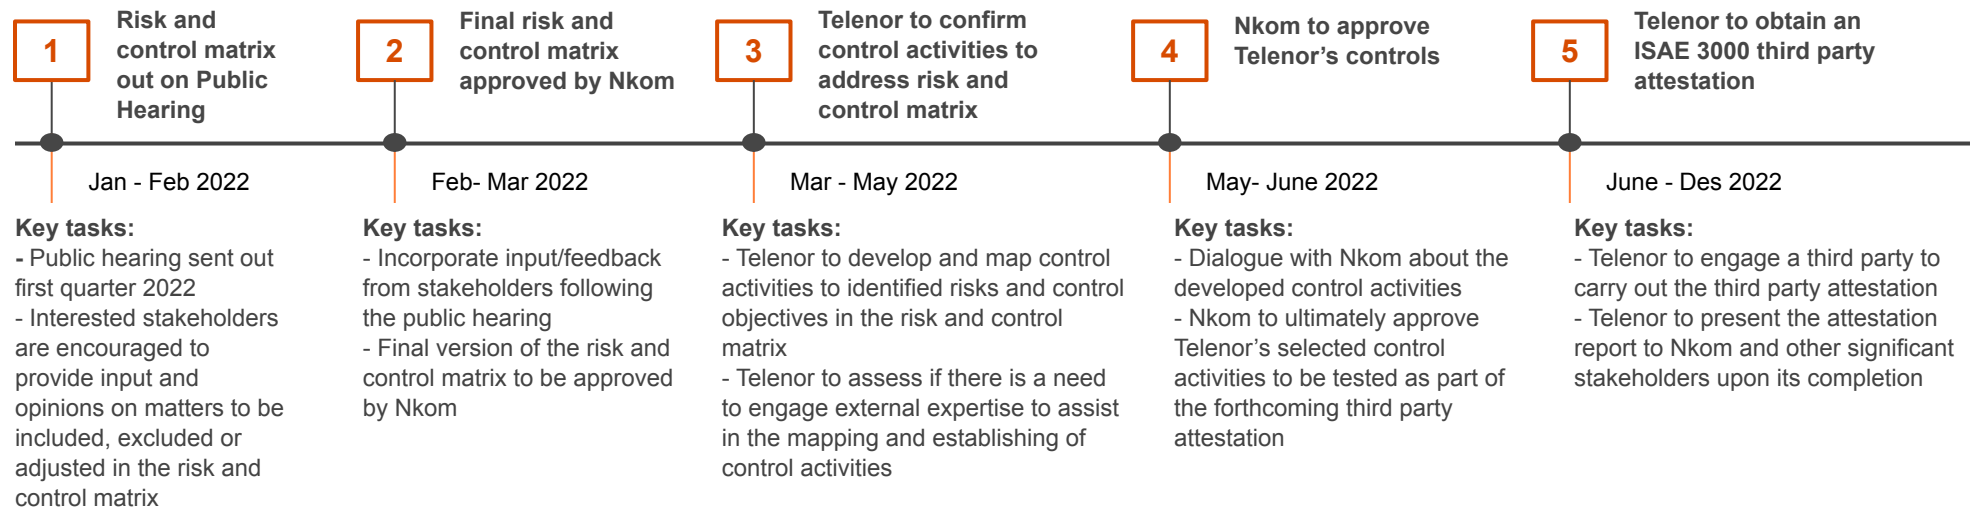 1
Risk and
control matrix
out on Public
Hearing
Jan - Feb 2022
Key tasks:
- Public hearing sent out
first quarter 2022
- Interested stakeholders
are encouraged to
provide input and
opinions on matters to be
included, excluded or
adjusted in the risk and
control matrix
2
Final risk and
control matrix
approved by Nkom
Feb- Mar 2022
Key tasks:
- Incorporate input/feedback
from stakeholders following
the public hearing
- Final version of the risk and
control matrix to be approved
by Nkom
3
Telenor to confirm
control activities to
address risk and
control matrix
Mar - May 2022
Key tasks:
- Telenor to develop and map control
activities to identified risks and control
objectives in the risk and control
matrix
- Telenor to assess if there is a need
to engage external expertise to assist
in the mapping and establishing of
control activities
4
Nkom to approve
Telenor’s controls
May- June 2022
Key tasks:
- Dialogue with Nkom about the
developed control activities
- Nkom to ultimately approve
Telenor’s selected control
activities to be tested as part of
the forthcoming third party
attestation
5
Telenor to obtain an
ISAE 3000 third party
attestation
June - Des 2022
Key tasks:
- Telenor to engage a third party to
carry out the third party attestation
- Telenor to present the attestation
report to Nkom and other significant
stakeholders upon its completion